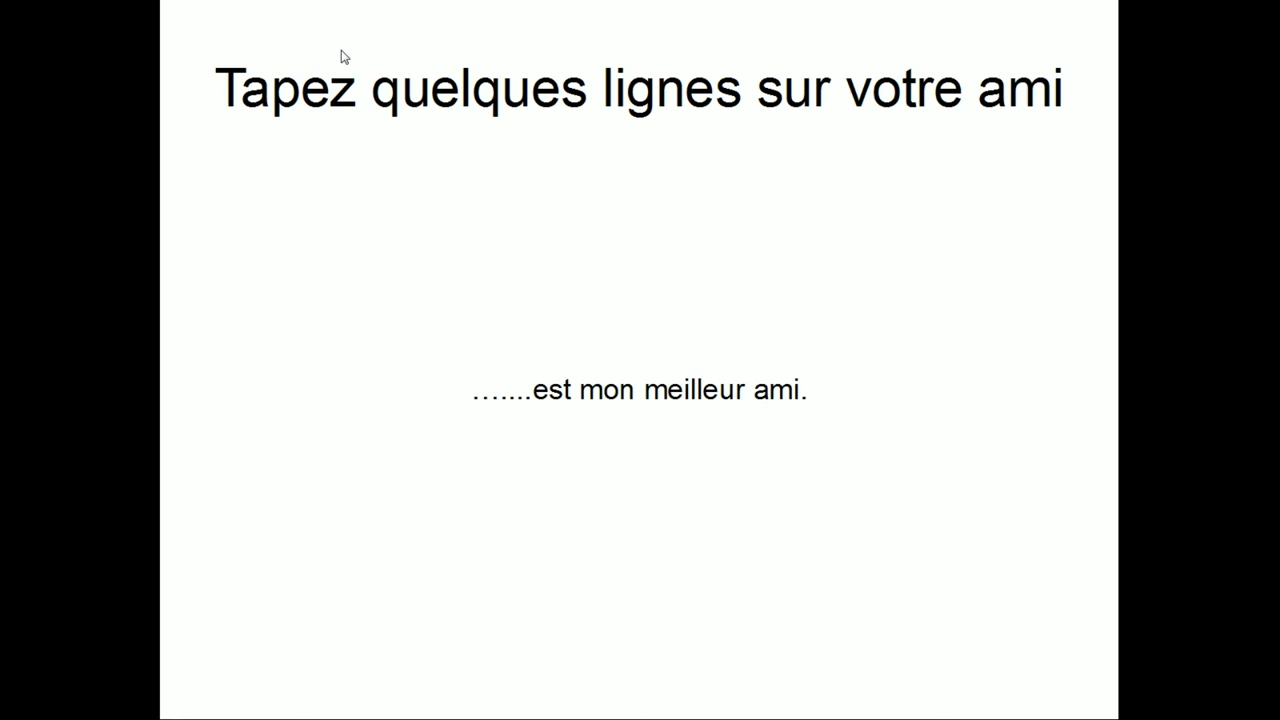 Tapez quelques lignes sur votre ami
…....est mon meilleur ami.